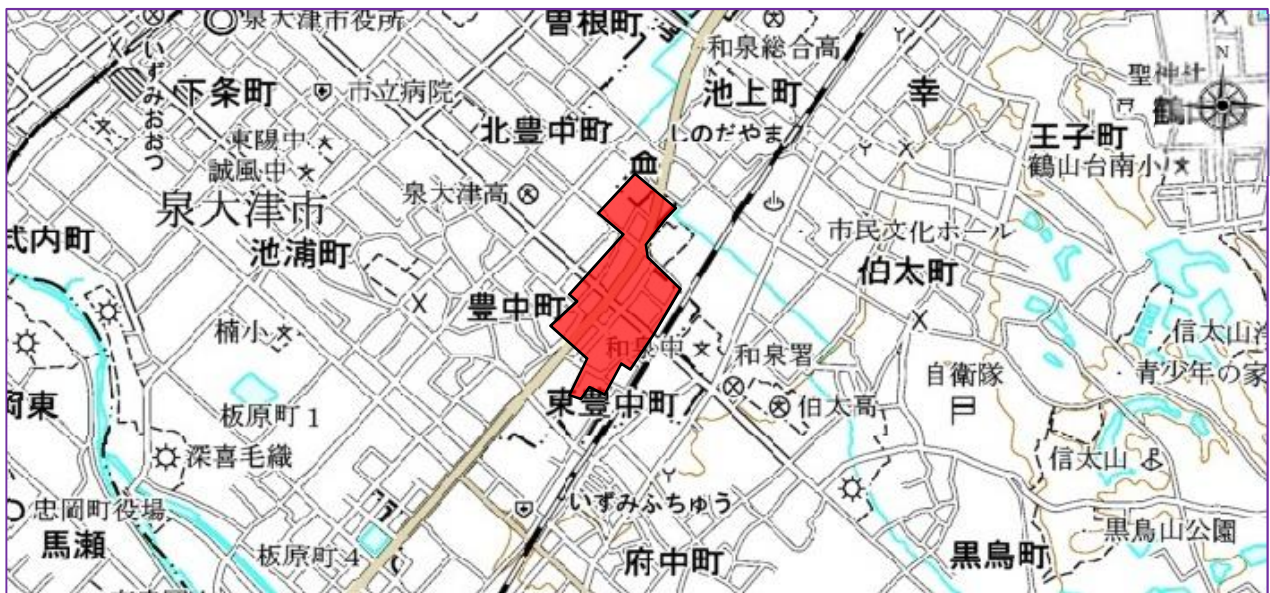 泉大津市役所
曽根町
和泉総合高
いずみおおつ
下条町
市立病院
池上町
幸
聖神社
鶴
N
北豊中町
しのだやま
王子町
東陽中
誠風中
鶴山台南小
泉大津高
泉大津市
池浦町
市民文化ホール
伯太町
豊中町
楠小
和泉中
和泉署
信太山
青少年の家
自衛隊
東豊中町
伯太高
板原町1
深喜毛織
信太山
いずみふちゅう
忠岡町役場
馬瀬
板原町4
府中町
黒鳥町
黒鳥山公園